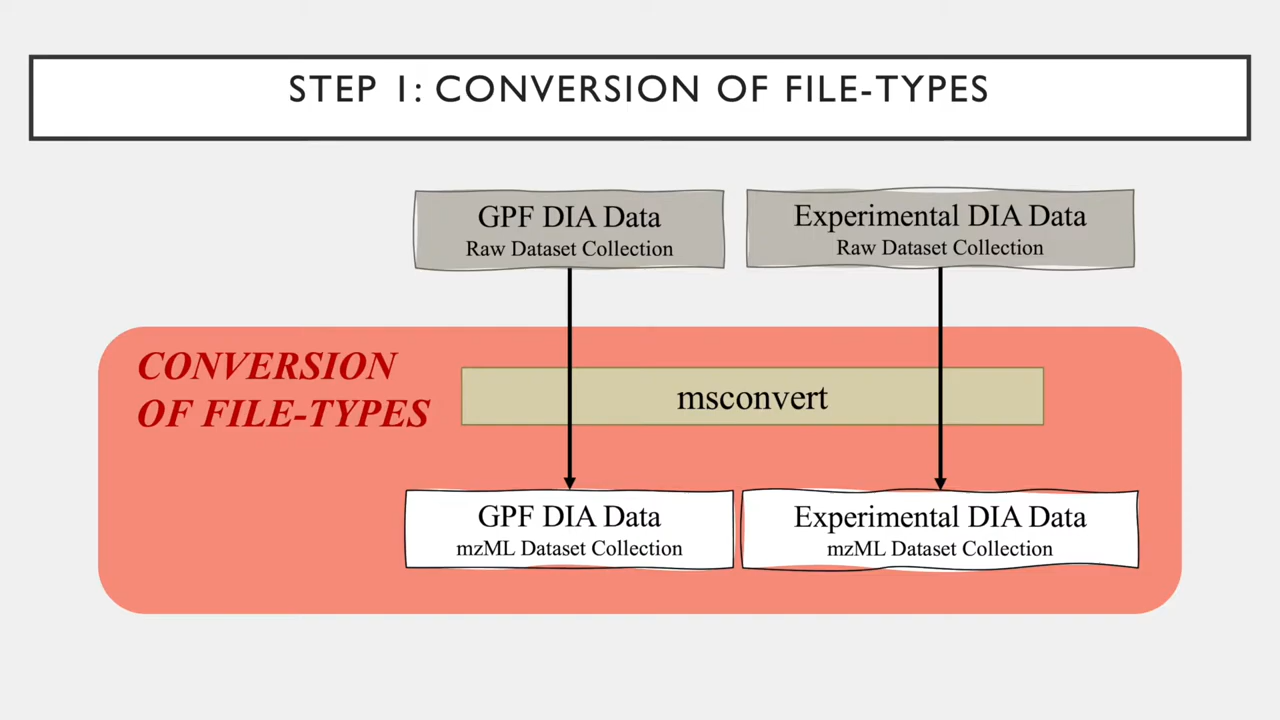 STEP 1: CONVERSION OF FILE-TYPES
GPF DIA Data
Raw Dataset Collection
Experimental DIA Data
Raw Dataset Collection
CONVERSION
OF FILE-TYPES
msconvert
GPF DIA Data
mzML Dataset Collection
Experimental DIA Data
mzML Dataset Collection